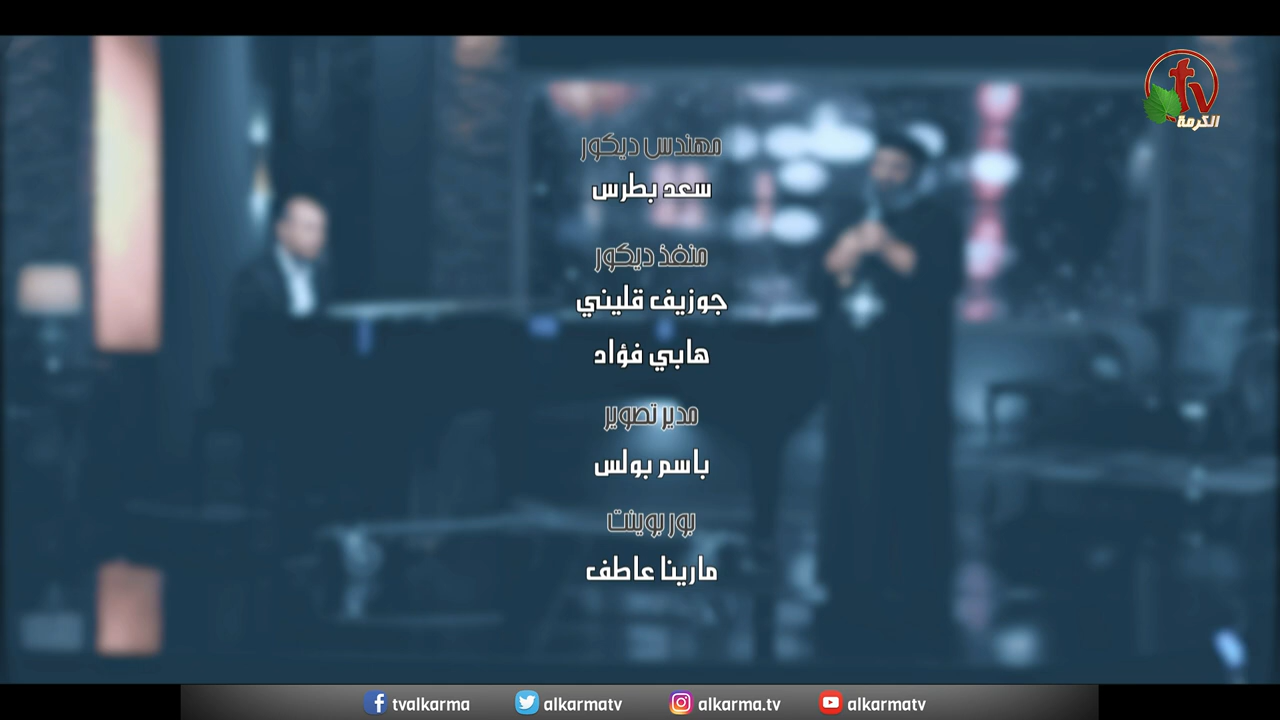 tv
الكرمة
مهندس ديكور
سعد بطرس
منفذ ديكور
جوزيف قليني
هابي فؤاد
مدير تصوير
باسم بولس
بور بوينت
مارينا عاطف
tvalkarma alkarmatv alkarma.tv alkarmatv